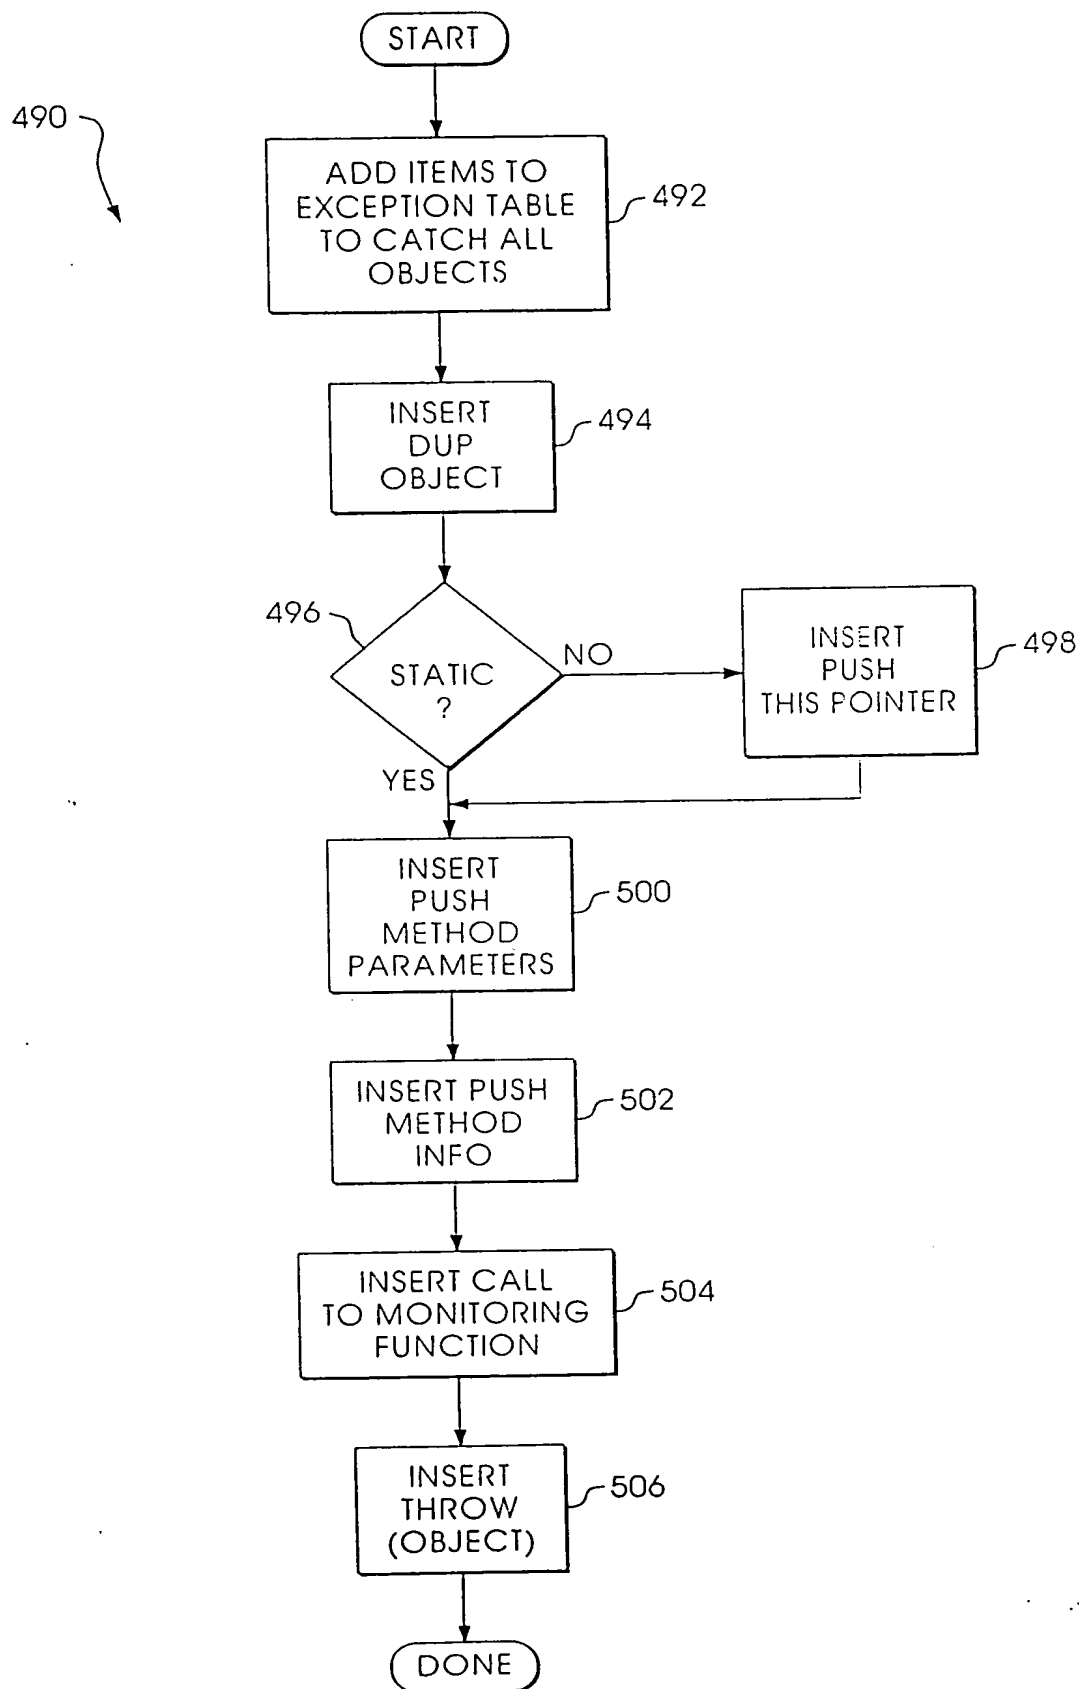 START
490
ADD ITEMS TO
EXCEPTION TABLE
TO CATCH ALL
OBJECTS
492
INSERT
DUP
OBJECT
494
496
STATIC
?
NO
YES
INSERT
PUSH
THIS POINTER
498
INSERT
PUSH
METHOD
PARAMETERS
500
INSERT PUSH
METHOD
INFO
502
INSERT CALL
TO MONITORING
FUNCTION
504
INSERT
THROW
(OBJECT)
506
DONE